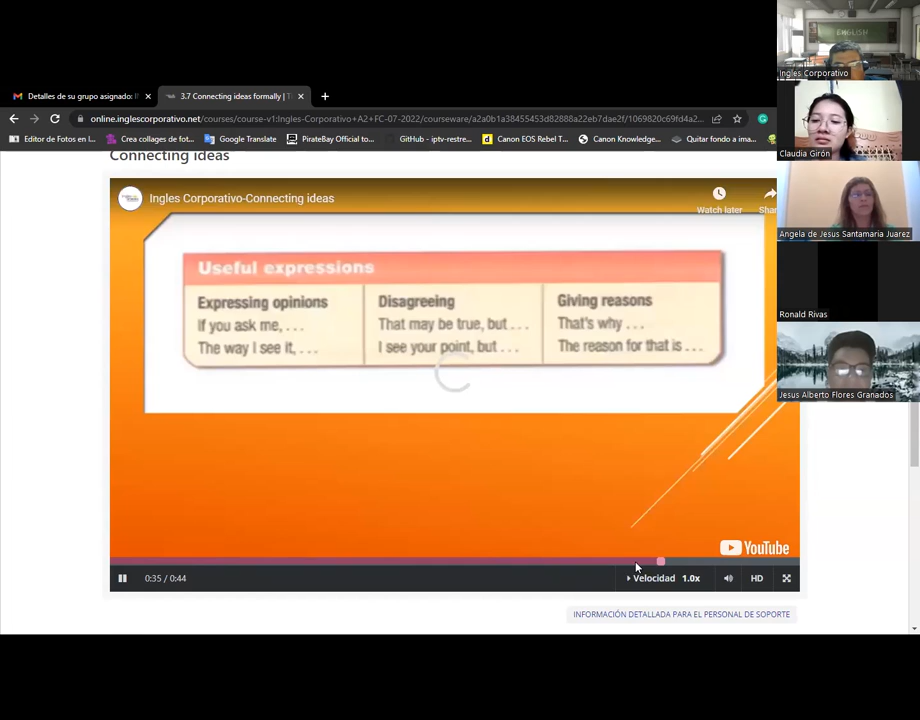 ENGLISH
Ingles Corporativo
Detalles de su grupo asignado: I
3.7 Connecting ideas formally | T
online.inglescorporativo.net/courses/course-v1:Ingles-Corporativo+A2+FC-07-2022/courseware/a2a0b1a38455453d82888a22eb7dae2f/1069820c69fd4a2...
Editor de Fotos en l...
Crea collages de fot...
Google Translate
PirateBay Official to...
GitHub - iptv-restre...
Canon EOS Rebel T...
Canon Knowledge...
Quitar fondo a ima...
Claudia Girón
Connecting ideas
Ingles Corporativo-Connecting ideas
Watch later
Shar
Angela de Jesus Santamaria Juarez
Useful expressions
Expressing opinions
If you ask me, ...
The way I see it, ...
Disagreeing
That may be true, but ...
I see your point, but ...
Giving reasons
That's why ...
The reason for that is ...
Ronald Rivas
Jesus Alberto Flores Granados
YouTube
0:35 / 0:44
Velocidad 1.0x
HD
INFORMACIÓN DETALLADA PARA EL PERSONAL DE SOPORTE